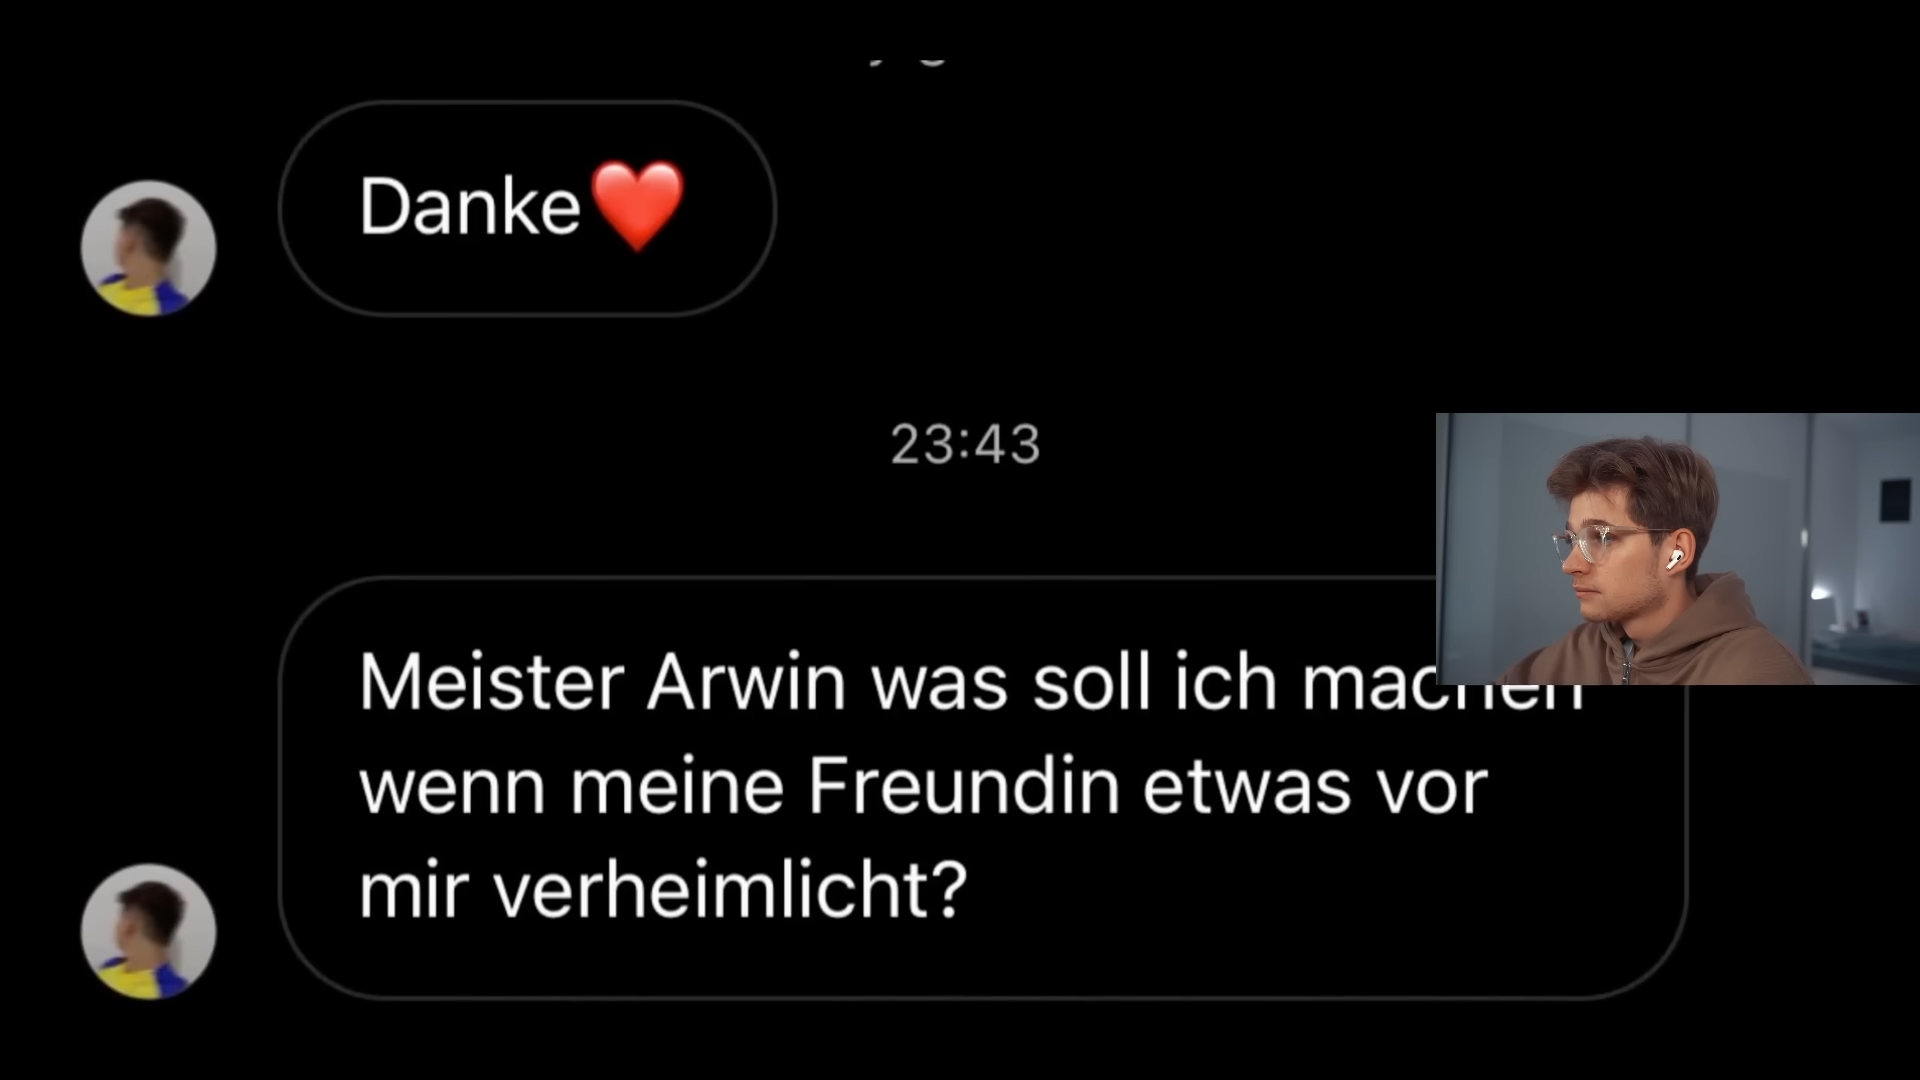 Danke❤️
23:43
Meister Arwin was soll ich machen
wenn meine Freundin etwas vor
mir verheimlicht?